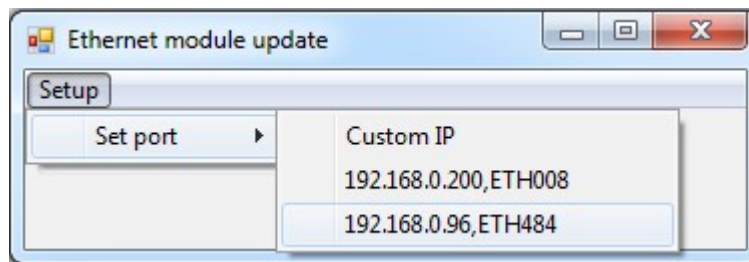 Ethernet module update
Setup
Set port
Custom IP
192.168.0.200,ETH008
192.168.0.96,ETH484